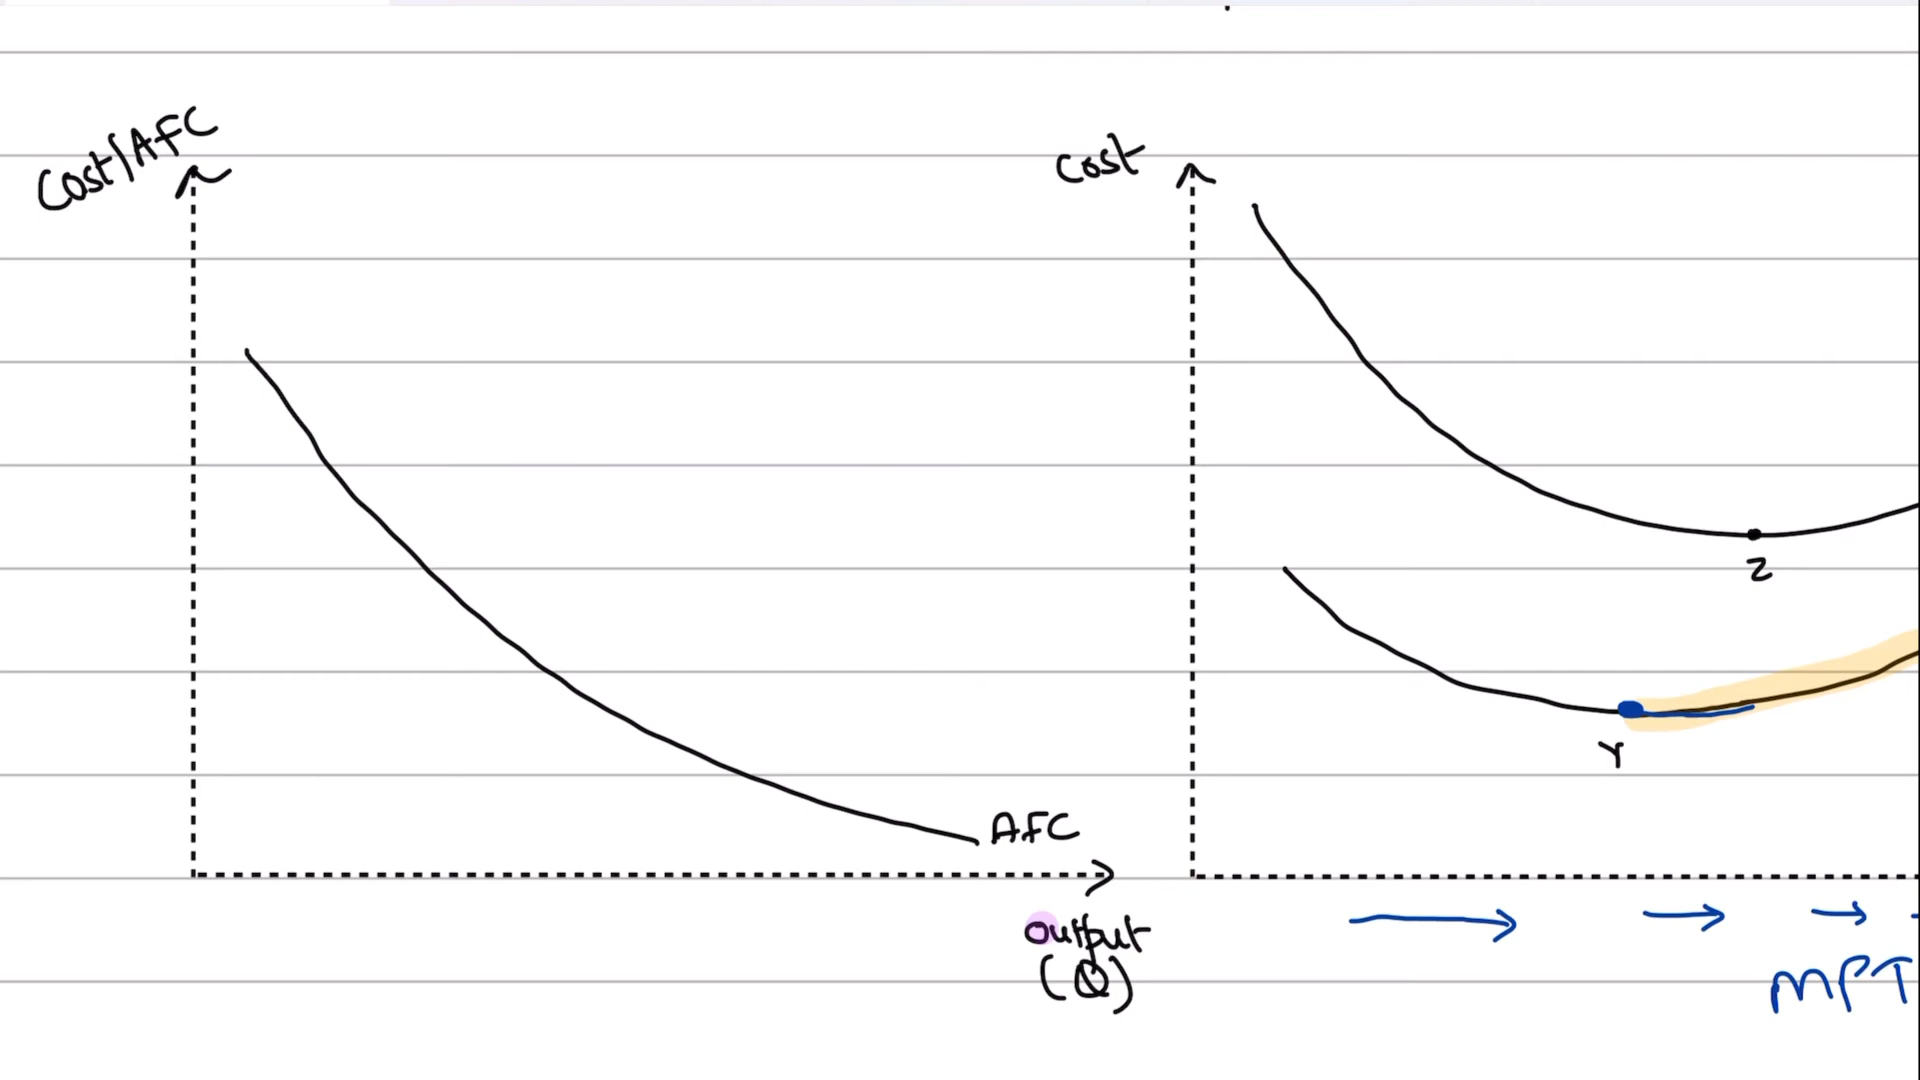 Cost/AFC
AFC
output
(Q)
Cost
Z
Y
MPT